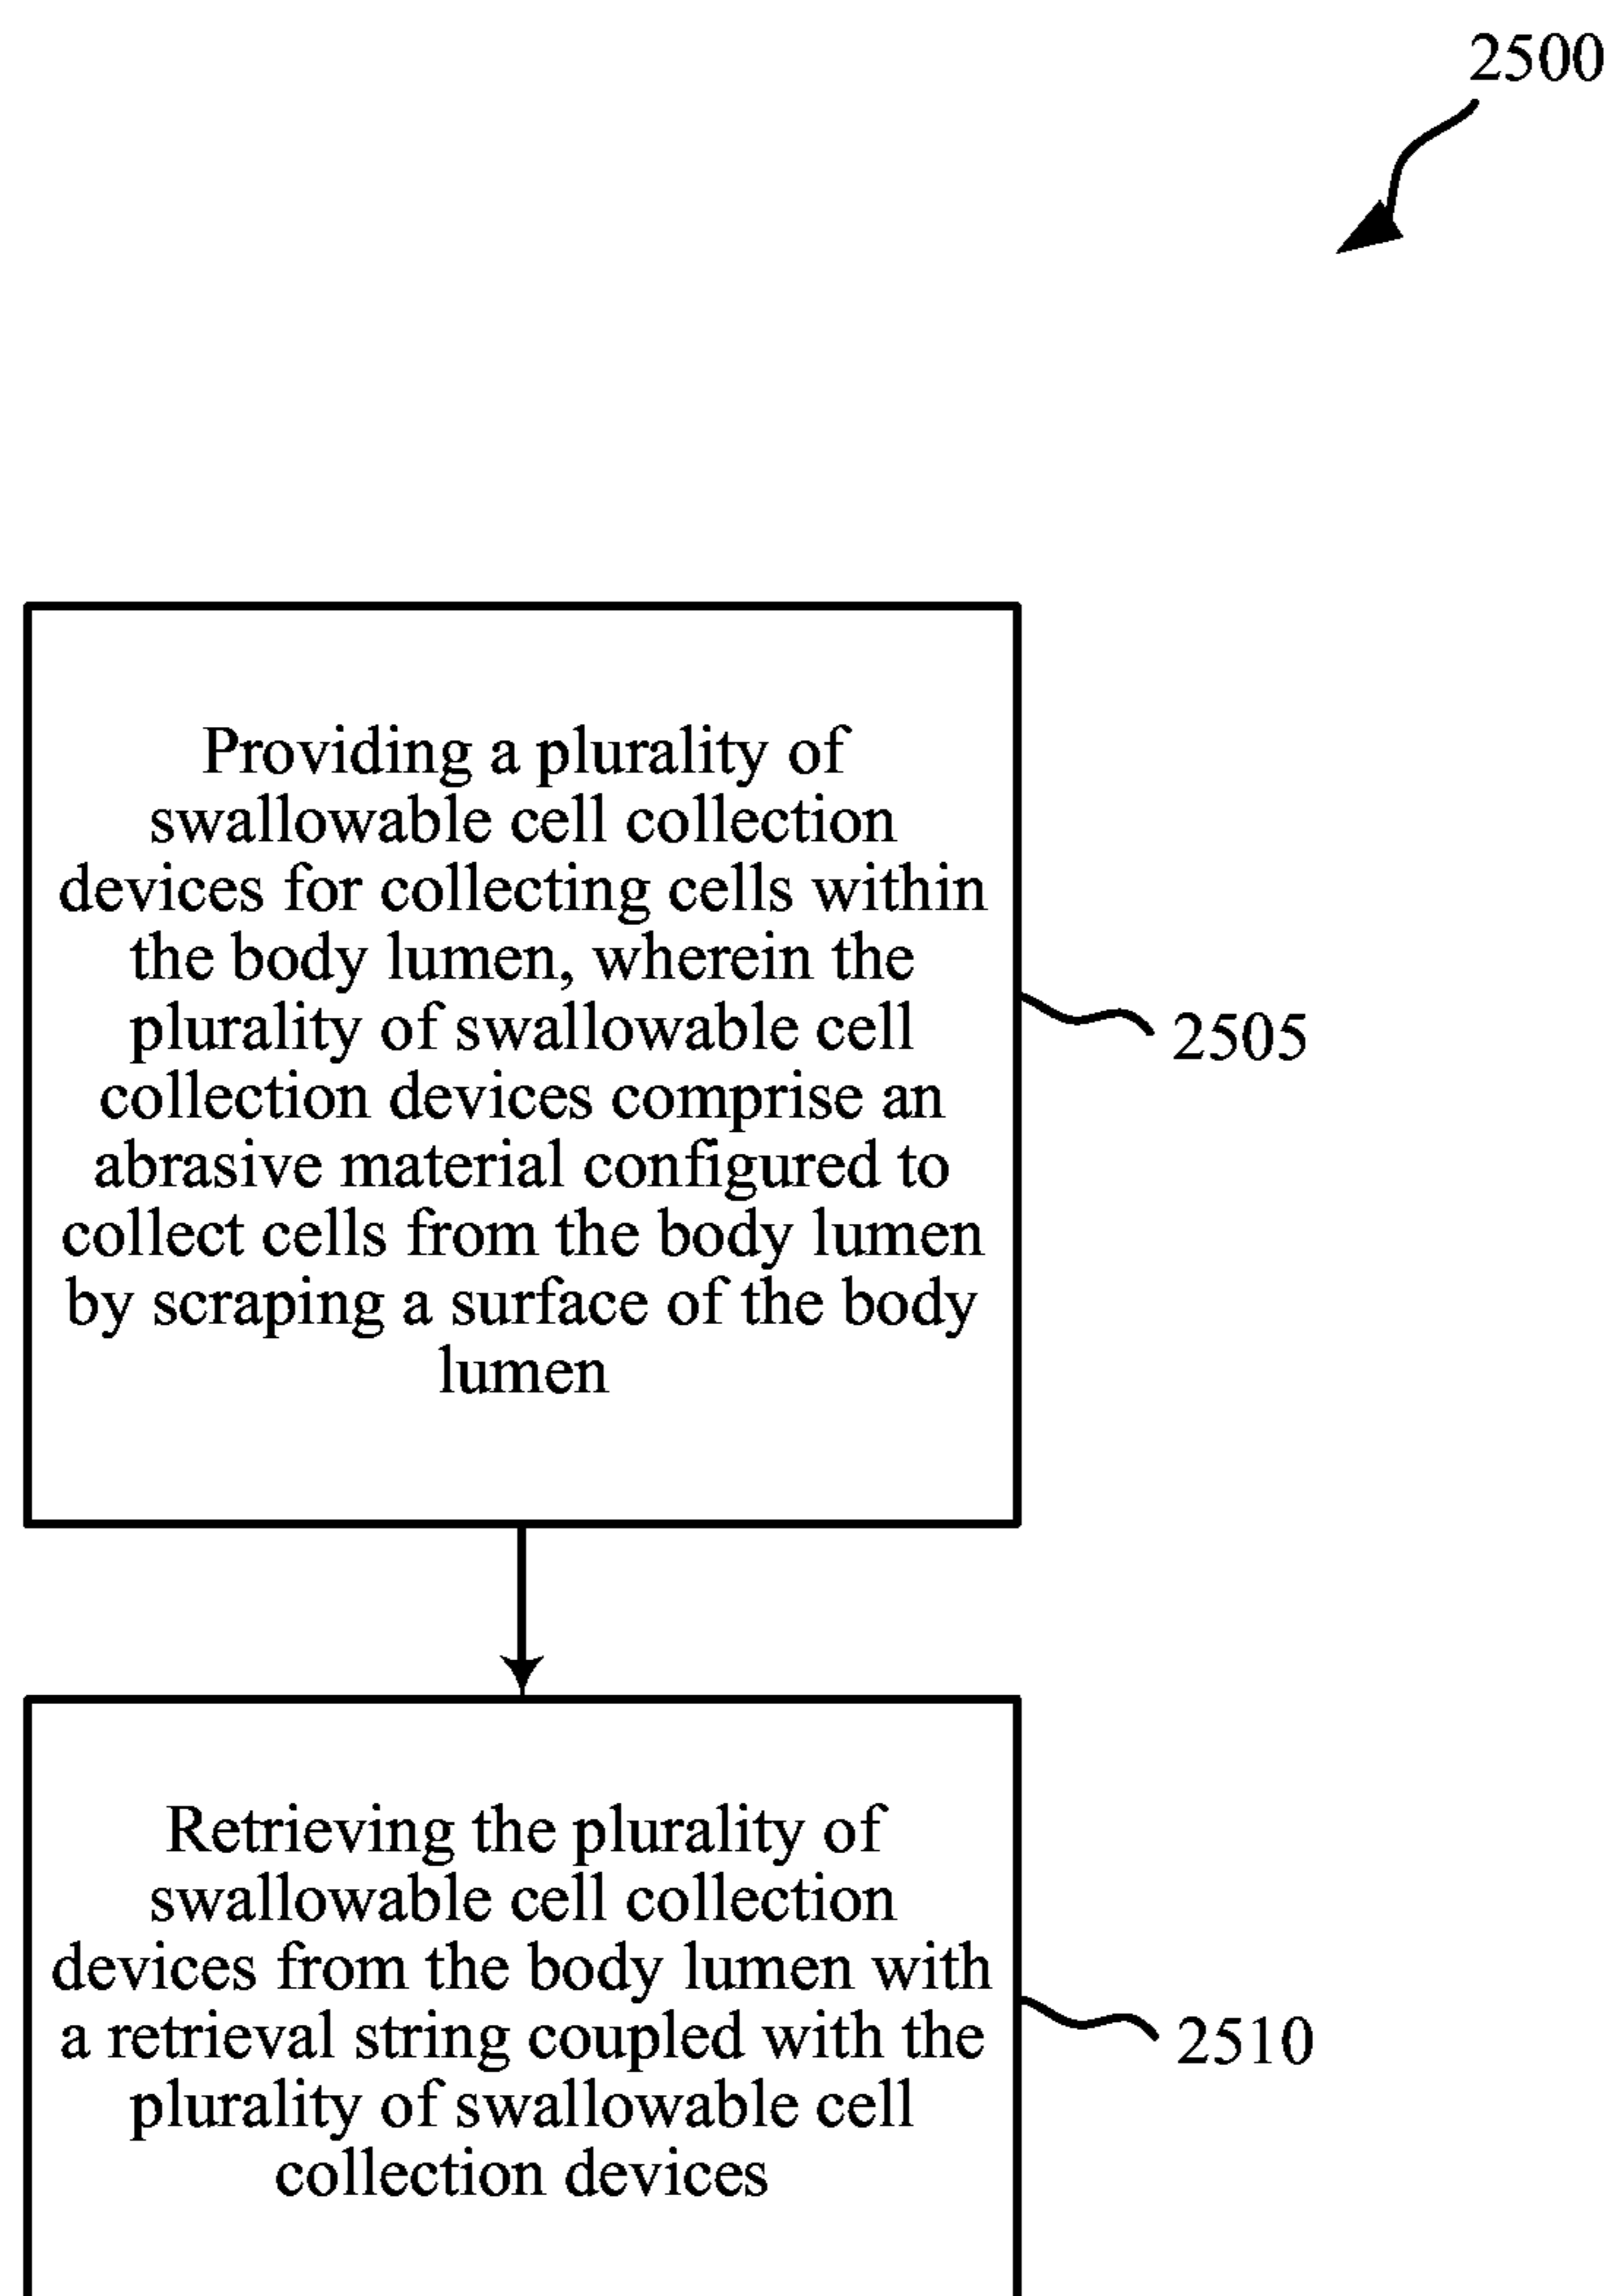 2500
Providing a plurality of
swallowable cell collection
devices for collecting cells within
the body lumen, wherein the
plurality of swallowable cell
collection devices comprise an
abrasive material configured to
collect cells from the body lumen
by scraping a surface of the body
lumen
2505
Retrieving the plurality of
swallowable cell collection
devices from the body lumen with
a retrieval string coupled with the
plurality of swallowable cell
collection devices
2510